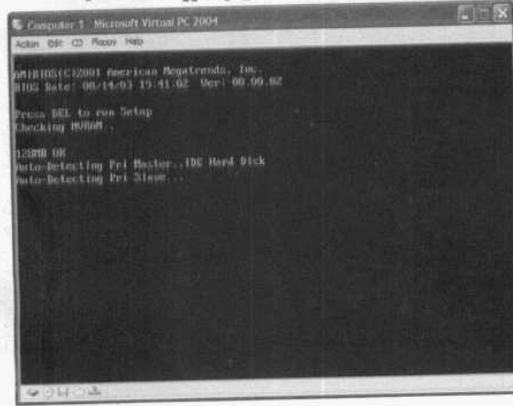 Computer 1 - Microsoft Virtual PC 2004
Action Edit CD Floppy Help
AMIBIOS(C)2001 American Megatrends, Inc.
BIOS Date: 08/14/03 19:41:02 Ver: 08.00.02
Press DEL to run Setup
Checking NVRAM..
128MB OK
Auto-Detecting Pri Master..IDE Hard Disk
Auto-Detecting Pri Slave...